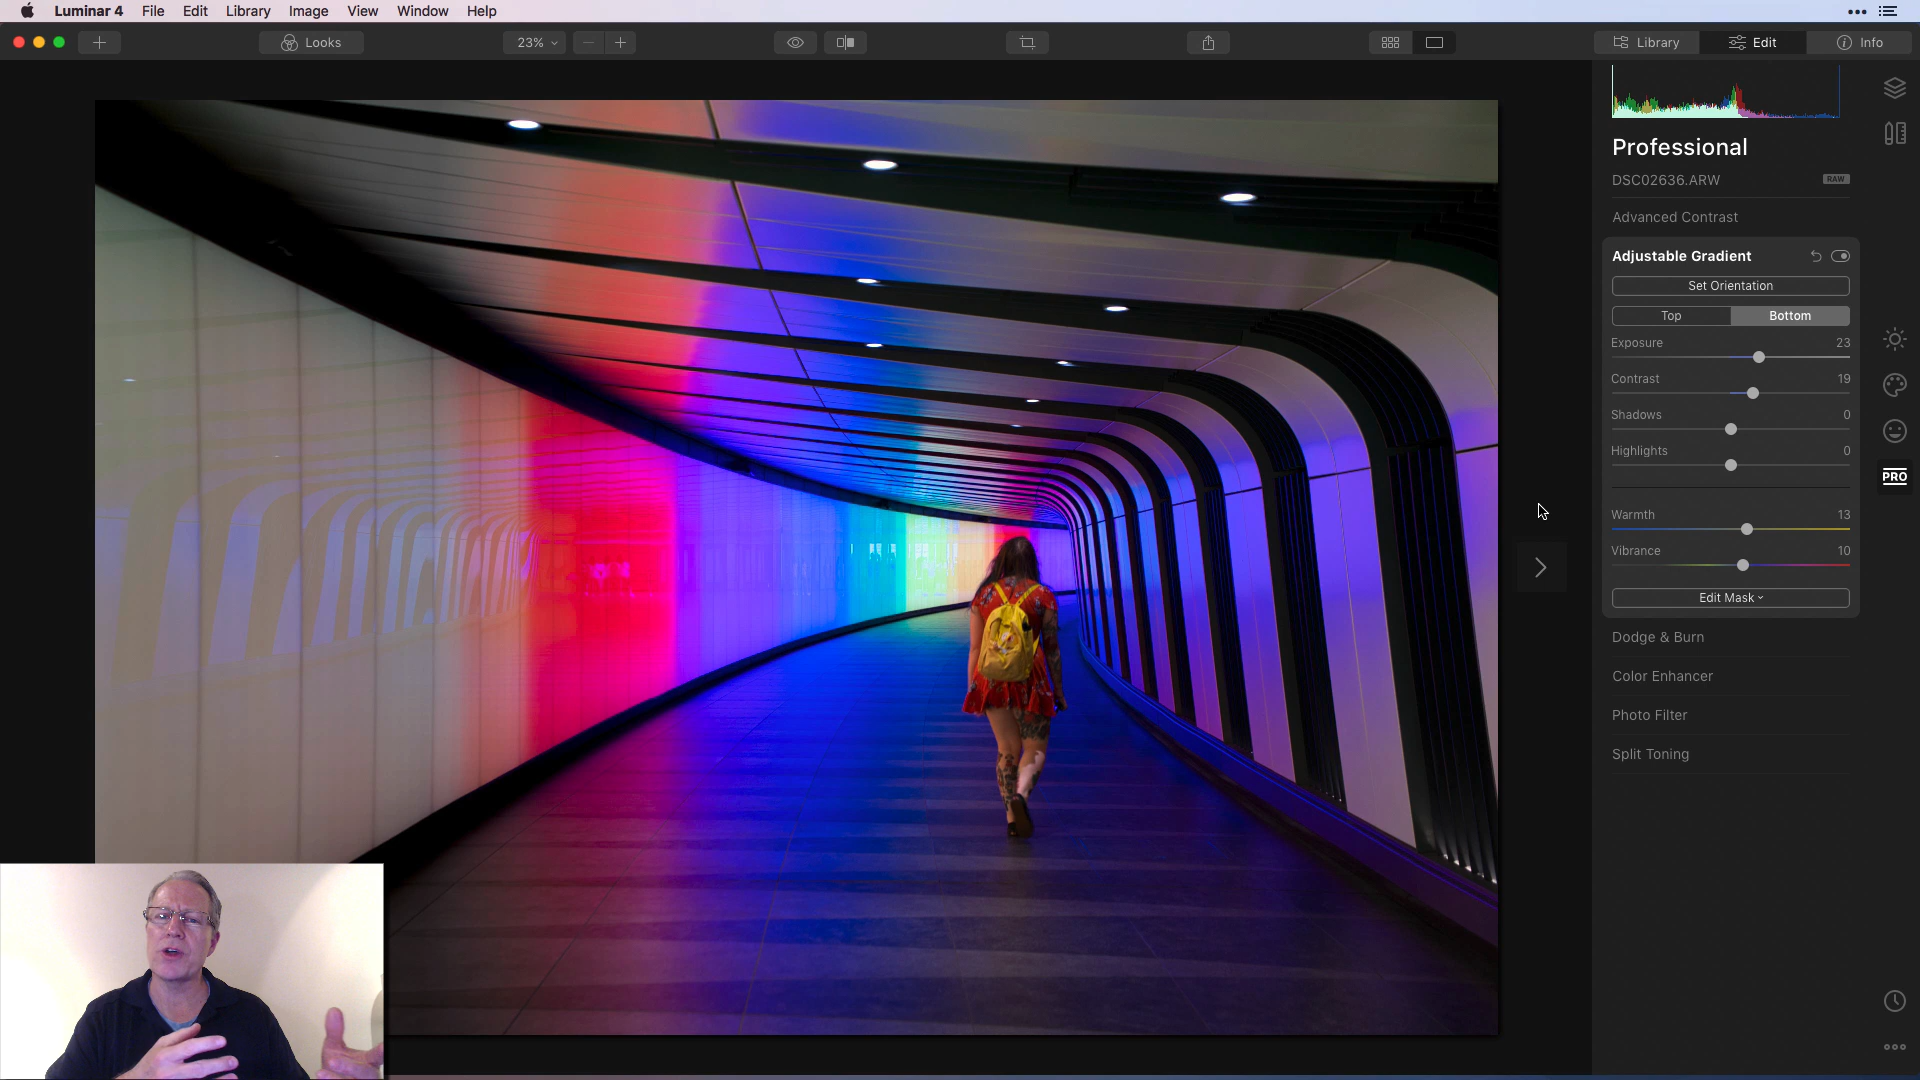 Luminar 4 File Edit Library Image View Window Help
Looks 23% Library Edit Info
Professional
DSC02636.ARW RAW
Advanced Contrast
Adjustable Gradient
Set Orientation
Top Bottom
Exposure 23
Contrast 19
Shadows 0
Highlights 0
PRO
Warmth 13
Vibrance 10
Edit Mask
Dodge & Burn
Color Enhancer
Photo Filter
Split Toning